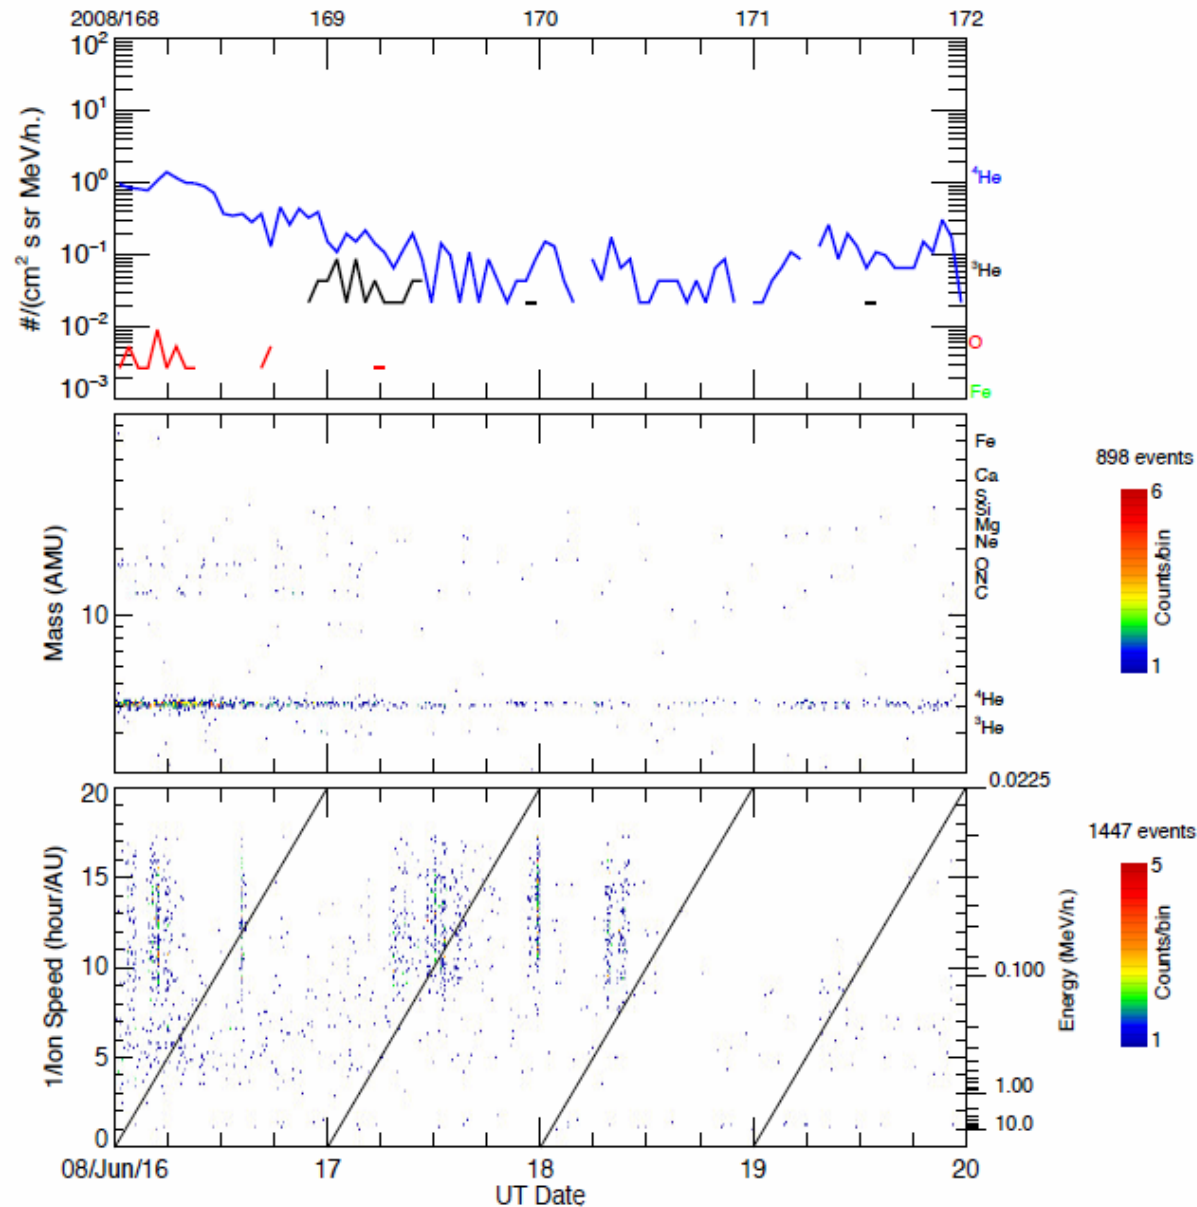 2008/168 169 170 171 172
10²
10¹
10⁰
10⁻¹
10⁻²
10⁻³
#/(cm² s sr MeV/n.)
⁴He
³He
O
Fe
Mass (AMU)
10
Fe
Ca
S
Si
Mg
Ne
O
N
C
⁴He
³He
898 events
6
Counts/bin
1
20
15
10
5
0
1/Ion Speed (hour/AU)
0.0225
0.100
1.00
10.0
Energy (MeV/n.)
1447 events
5
Counts/bin
1
08/Jun/16 17 18 19 20
UT Date